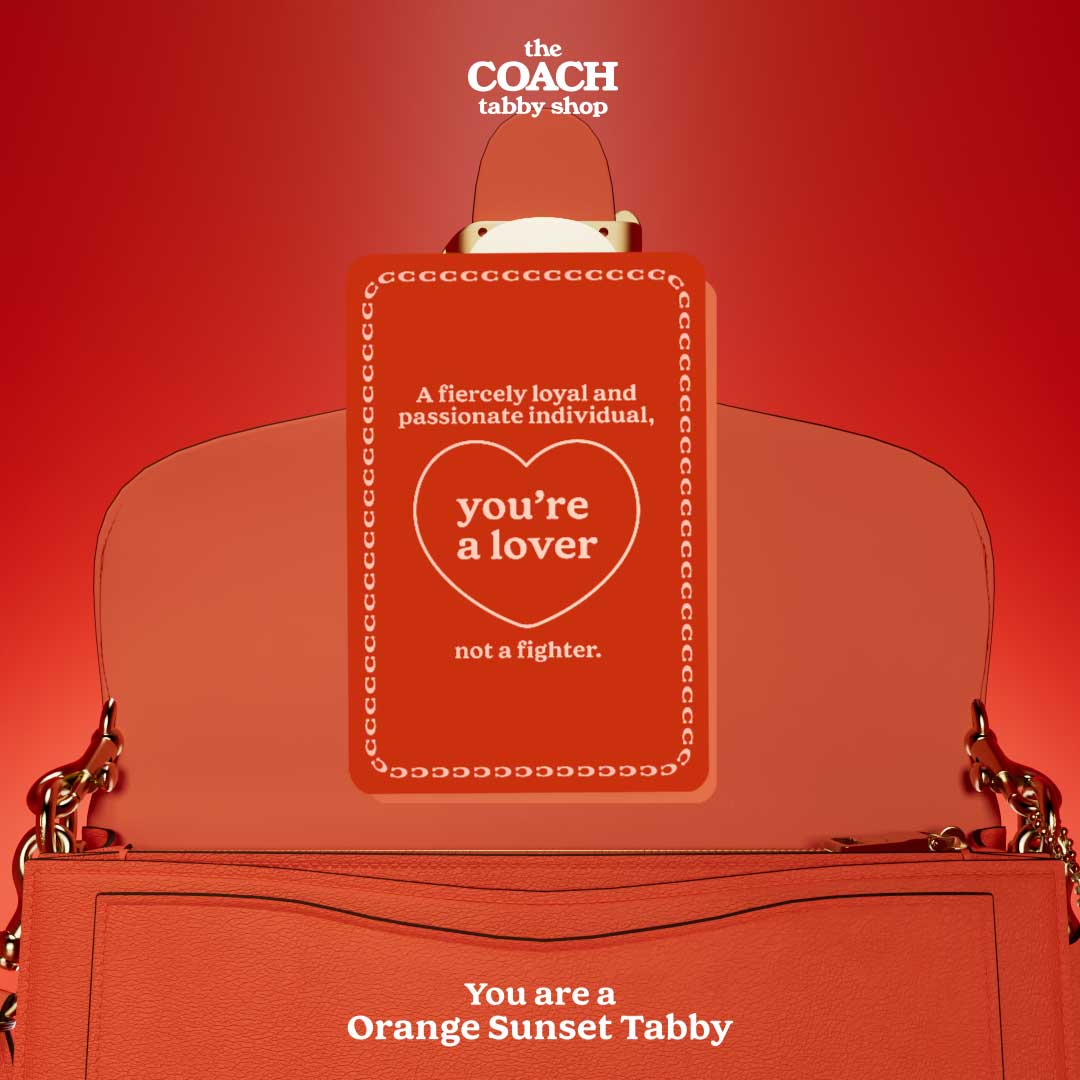 the
COACH
tabby shop
A fiercely loyal and
passionate individual,
you're
a lover
not a fighter.
You are a
Orange Sunset Tabby